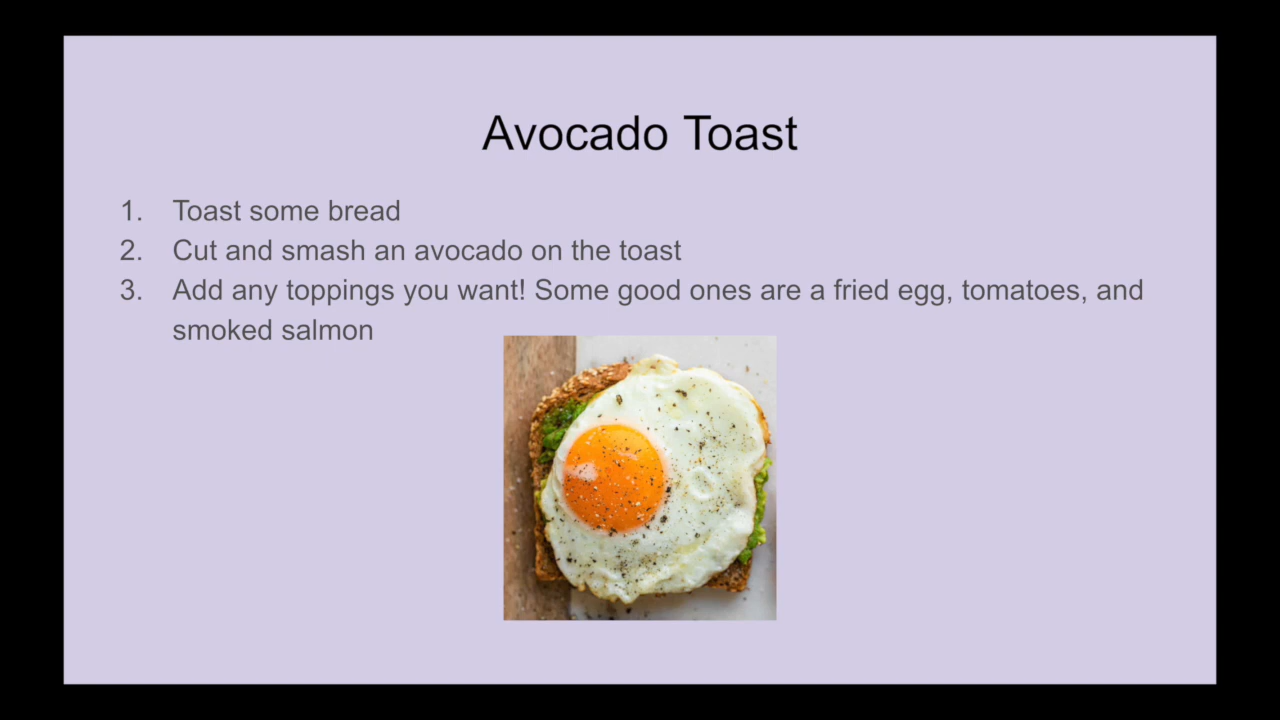 Avocado Toast
1. Toast some bread
2. Cut and smash an avocado on the toast
3. Add any toppings you want! Some good ones are a fried egg, tomatoes, and
smoked salmon